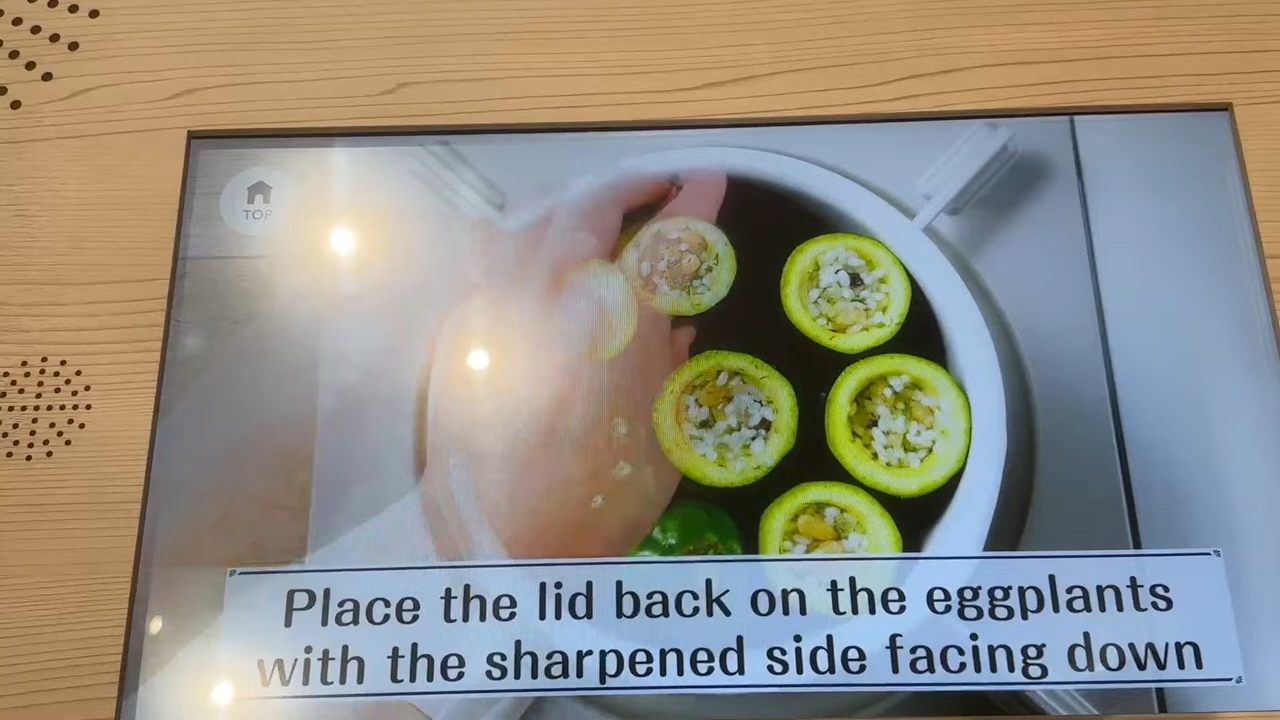 TOP
Place the lid back on the eggplants
with the sharpened side facing down